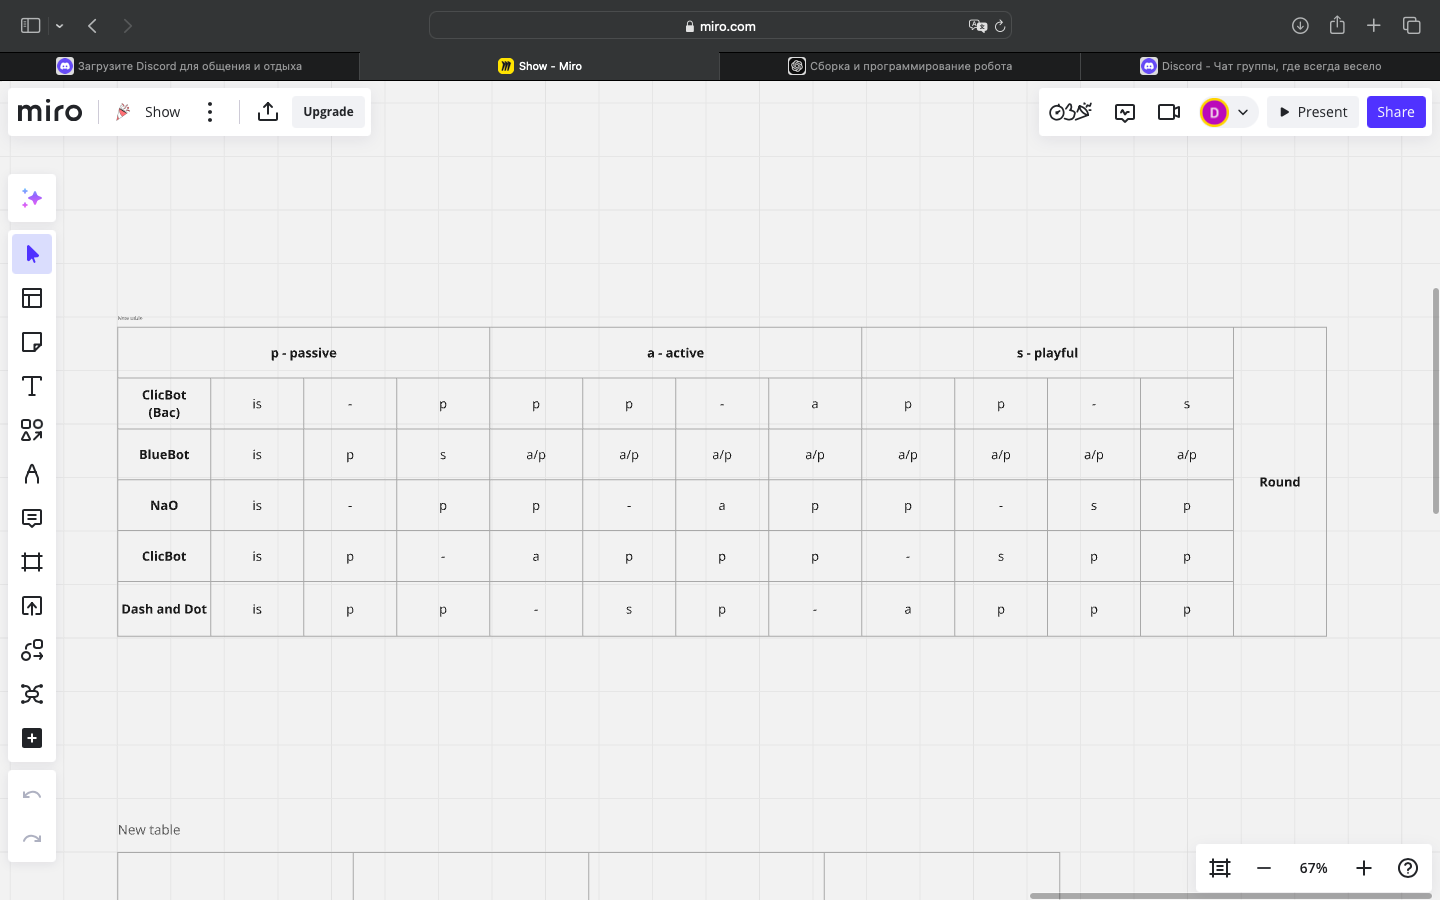 miro.com
Загрузите Discord для общения и отдыха
Show - Miro
Сборка и программирование робота
Discord - Чат группы, где всегда весело
miro
Show
Upgrade
D
Present
Share
New table
p - passive
a - active
s - playful
ClicBot (Bac) is - p p p - a p p - s
BlueBot is p s a/p a/p a/p a/p a/p a/p a/p a/p
Round
NaO is - p p - a p p - s p
ClicBot is p - a p p p - s p p
Dash and Dot is p p - s p - a p p p
New table
67%